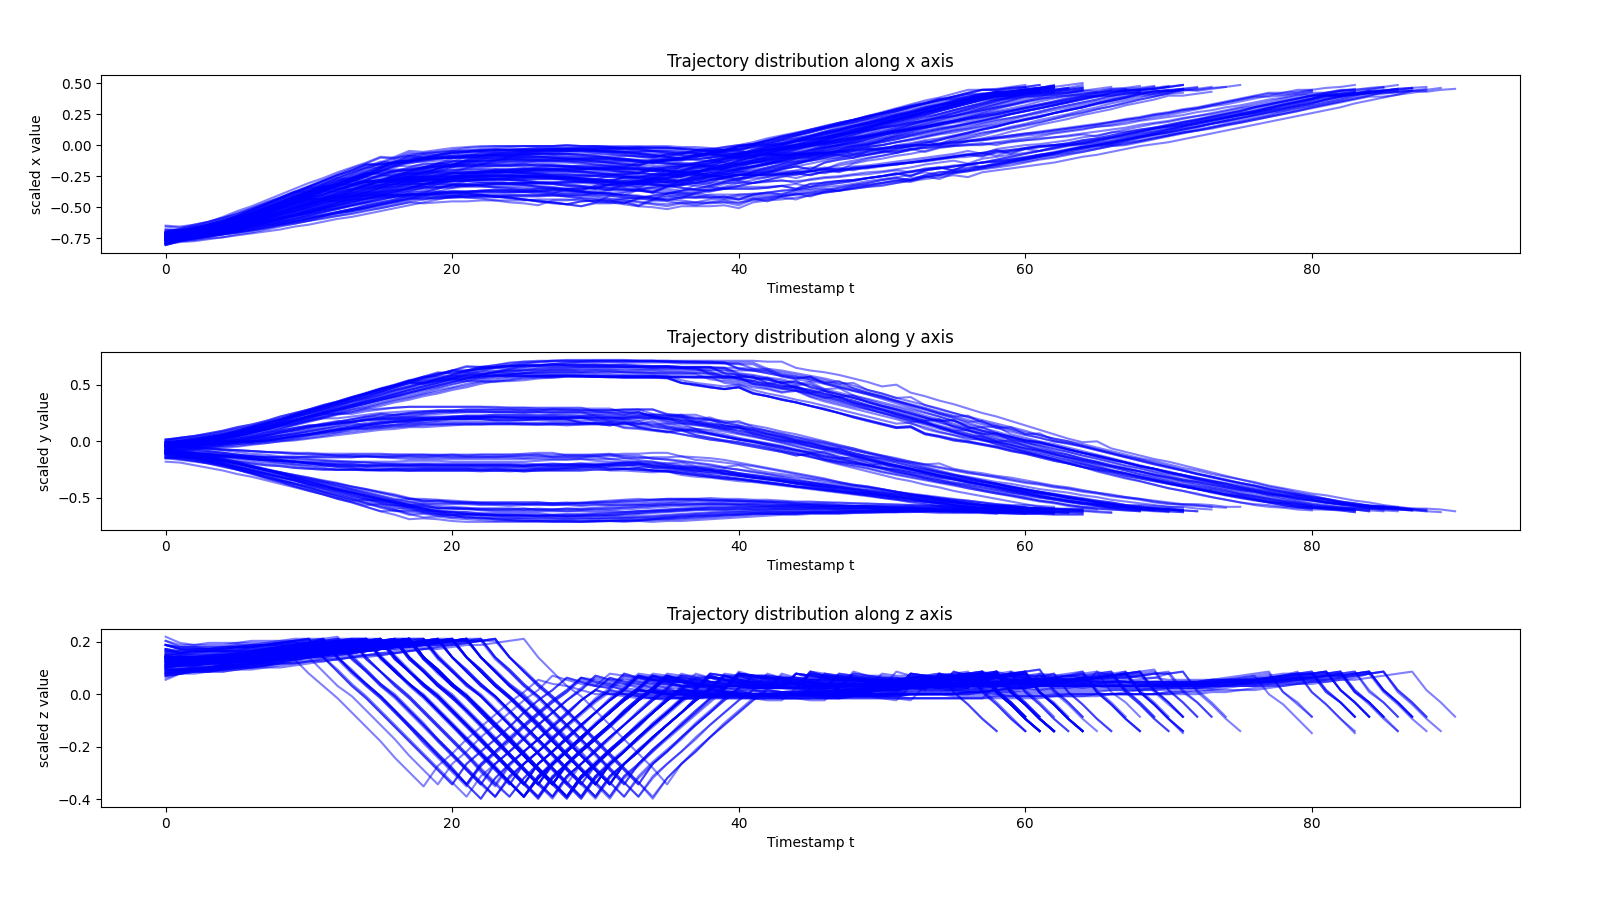 Trajectory distribution along x axis
scaled x value
0.50
0.25
0.00
−0.25
−0.50
−0.75
0 20 40 60 80
Timestamp t
Trajectory distribution along y axis
scaled y value
0.5
0.0
−0.5
0 20 40 60 80
Timestamp t
Trajectory distribution along z axis
scaled z value
0.2
0.0
−0.2
−0.4
0 20 40 60 80
Timestamp t